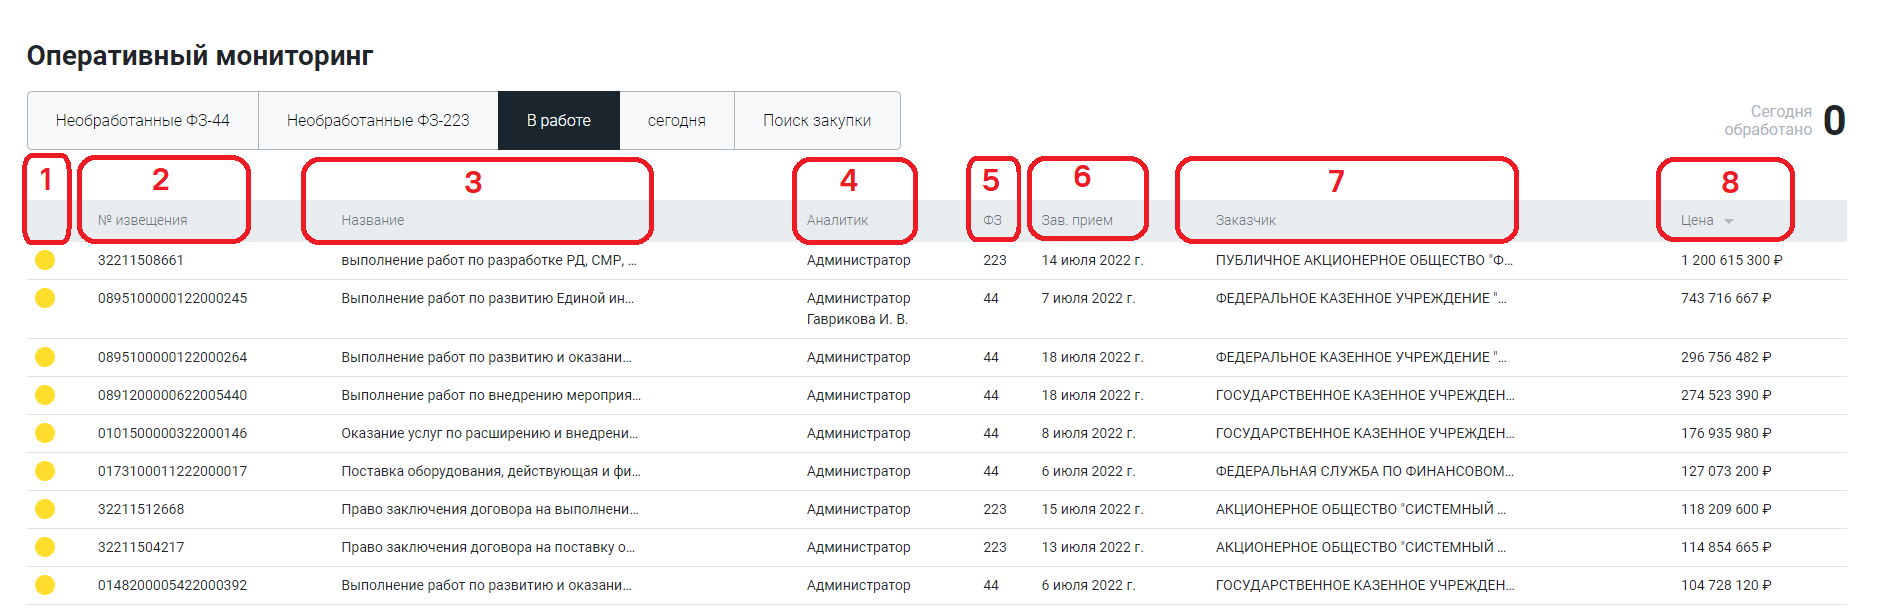 Оперативный мониторинг
Необработанные ФЗ-44 Необработанные ФЗ-223 В работе сегодня Поиск закупки
Сегодня обработано 0
1 2 3 4 5 6 7 8
№ извещения Название Аналитик ФЗ Зав. прием Заказчик Цена
32211508661 выполнение работ по разработке РД, СМР, ... Администратор 223 14 июля 2022 г. ПУБЛИЧНОЕ АКЦИОНЕРНОЕ ОБЩЕСТВО "Ф... 1 200 615 300 ₽
0895100000122000245 Выполнение работ по развитию Единой ин... Администратор 44 7 июля 2022 г. ФЕДЕРАЛЬНОЕ КАЗЕННОЕ УЧРЕЖДЕНИЕ "... 743 716 667 ₽
Гаврикова И. В.
0895100000122000264 Выполнение работ по развитию и оказани... Администратор 44 18 июля 2022 г. ФЕДЕРАЛЬНОЕ КАЗЕННОЕ УЧРЕЖДЕНИЕ "... 296 756 482 ₽
0891200000622005440 Выполнение работ по внедрению мероприя... Администратор 44 18 июля 2022 г. ГОСУДАРСТВЕННОЕ КАЗЕННОЕ УЧРЕЖДЕН... 274 523 390 ₽
0101500000322000146 Оказание услуг по расширению и внедрени... Администратор 44 8 июля 2022 г. ГОСУДАРСТВЕННОЕ КАЗЕННОЕ УЧРЕЖДЕН... 176 935 980 ₽
0173100011222000017 Поставка оборудования, действующая и фи... Администратор 44 6 июля 2022 г. ФЕДЕРАЛЬНАЯ СЛУЖБА ПО ФИНАНСОВОМ... 127 073 200 ₽
32211512668 Право заключения договора на выполнени... Администратор 223 15 июля 2022 г. АКЦИОНЕРНОЕ ОБЩЕСТВО "СИСТЕМНЫЙ ... 118 209 600 ₽
32211504217 Право заключения договора на поставку о... Администратор 223 13 июля 2022 г. АКЦИОНЕРНОЕ ОБЩЕСТВО "СИСТЕМНЫЙ ... 114 854 665 ₽
0148200005422000392 Выполнение работ по развитию и оказани... Администратор 44 6 июля 2022 г. ГОСУДАРСТВЕННОЕ КАЗЕННОЕ УЧРЕЖДЕН... 104 728 120 ₽